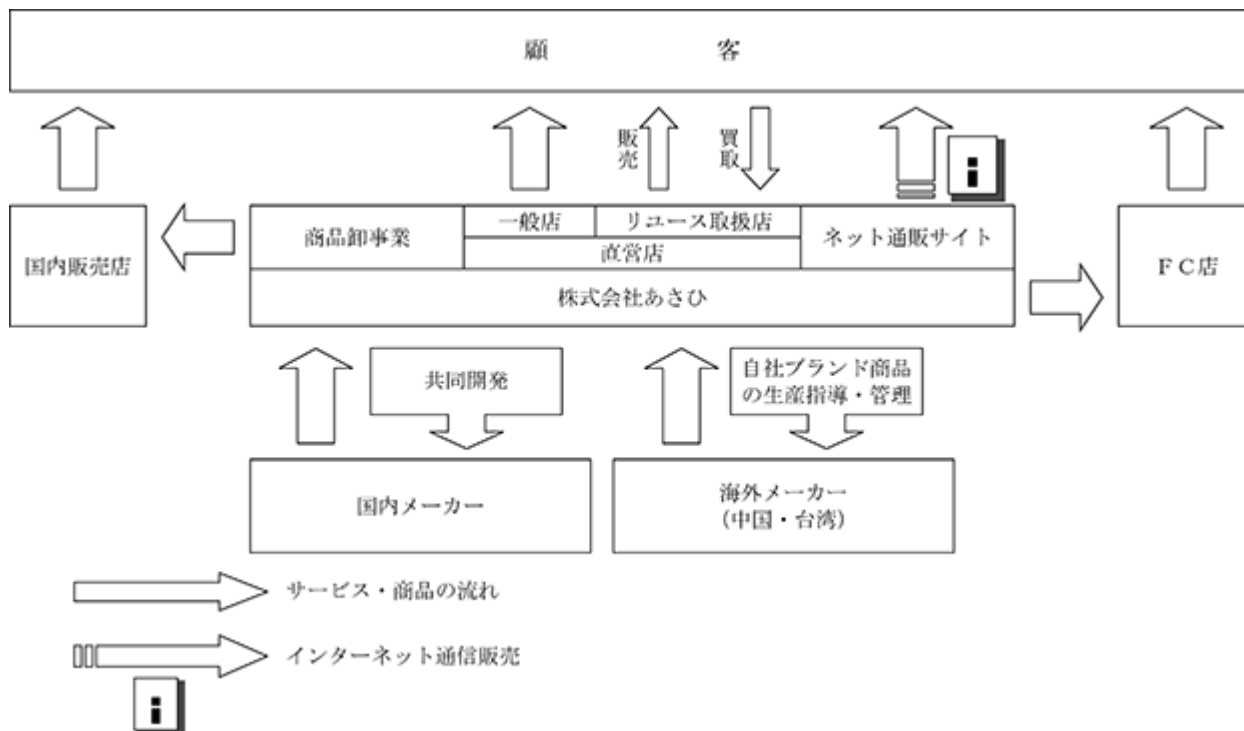 顧 客
販売
買取
i
国内販売店
商品卸事業
一般店
リユース取扱店
直営店
ネット通販サイト
株式会社あさひ
FC店
共同開発
自社ブランド商品
の生産指導・管理
国内メーカー
海外メーカー
(中国・台湾)
サービス・商品の流れ
インターネット通信販売
i